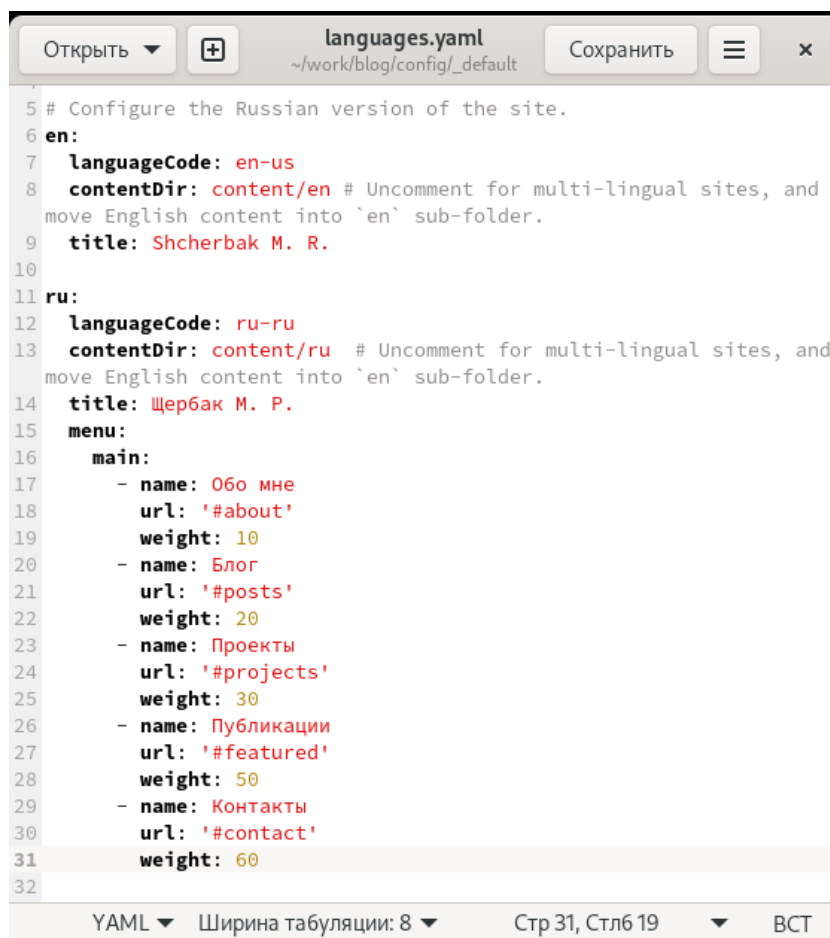 Открыть
languages.yaml
~/work/blog/config/_default
Сохранить
5 # Configure the Russian version of the site.
6 en:
7   languageCode: en-us
8   contentDir: content/en # Uncomment for multi-lingual sites, and
move English content into `en` sub-folder.
9   title: Shcherbak M. R.
10
11 ru:
12   languageCode: ru-ru
13   contentDir: content/ru  # Uncomment for multi-lingual sites, and
move English content into `en` sub-folder.
14   title: Щербак М. Р.
15   menu:
16     main:
17       - name: Обо мне
18         url: '#about'
19         weight: 10
20       - name: Блог
21         url: '#posts'
22         weight: 20
23       - name: Проекты
24         url: '#projects'
25         weight: 30
26       - name: Публикации
27         url: '#featured'
28         weight: 50
29       - name: Контакты
30         url: '#contact'
31         weight: 60
32
YAML Ширина табуляции: 8 Стр 31, Стлб 19 ВСТ